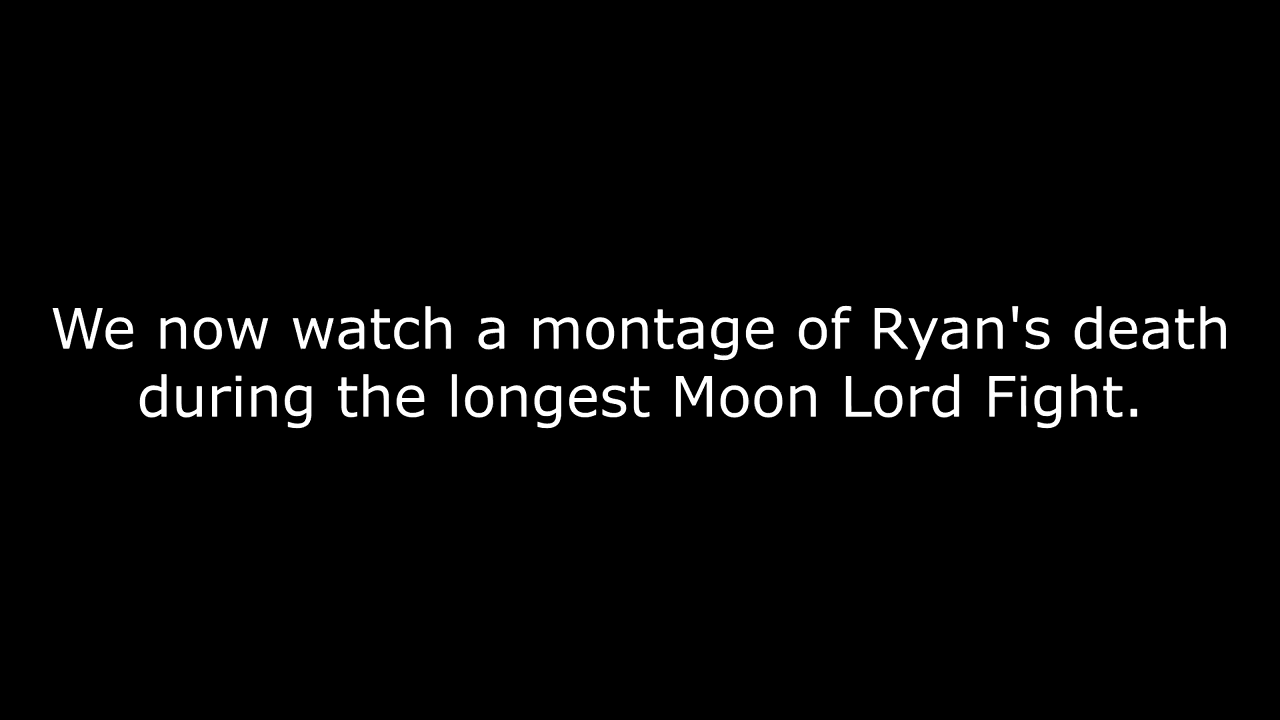 We now watch a montage of Ryan's death
during the longest Moon Lord Fight.